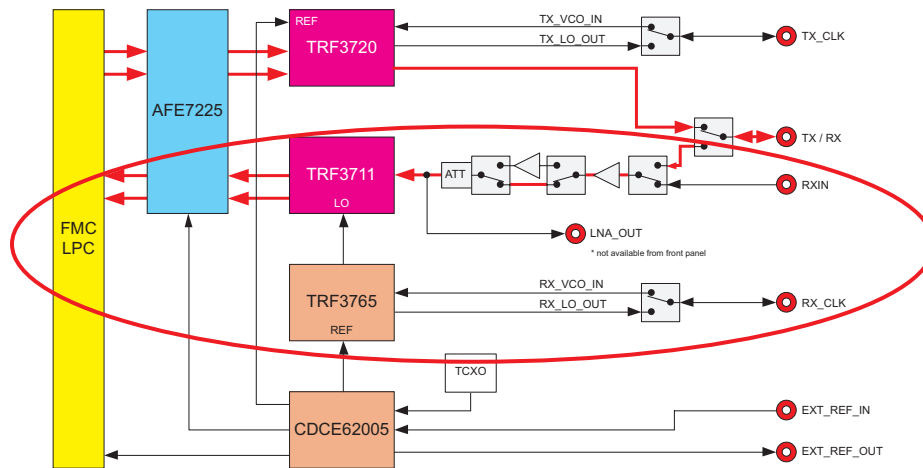 REF
TRF3720
TX_VCO_IN
TX_LO_OUT
TX_CLK
AFE7225
TX / RX
TRF3711
LO
ATT
RXIN
LNA_OUT
* not available from front panel
FMC
LPC
TRF3765
REF
RX_VCO_IN
RX_LO_OUT
RX_CLK
TCXO
CDCE62005
EXT_REF_IN
EXT_REF_OUT